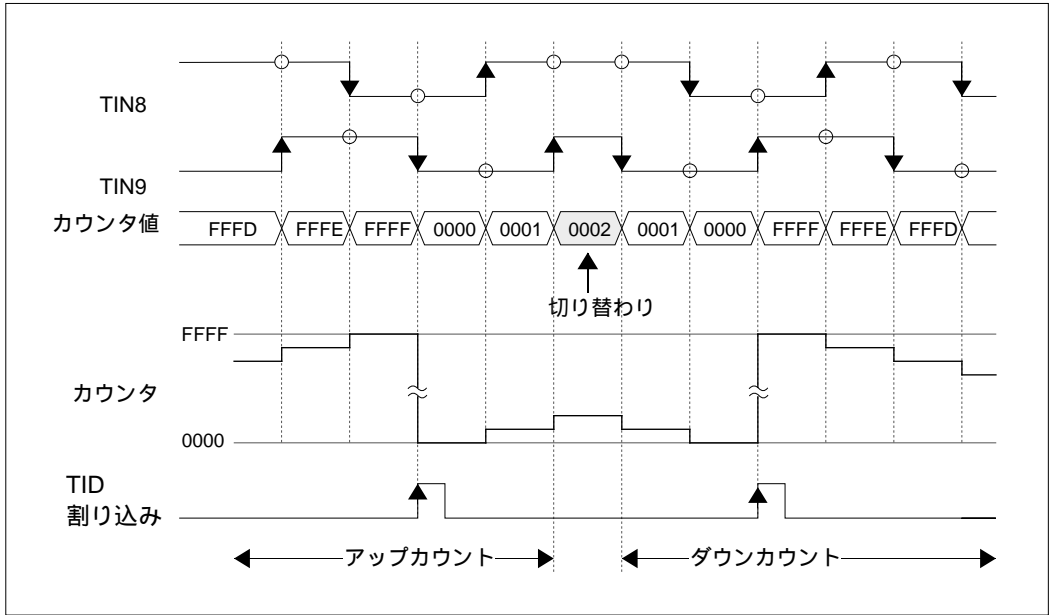 TIN8
TIN9
カウンタ値
FFFD FFFE FFFF 0000 0001 0002 0001 0000 FFFF FFFE FFFD
切り替わり
FFFF
カウンタ
0000
TID
割り込み
アップカウント ダウンカウント